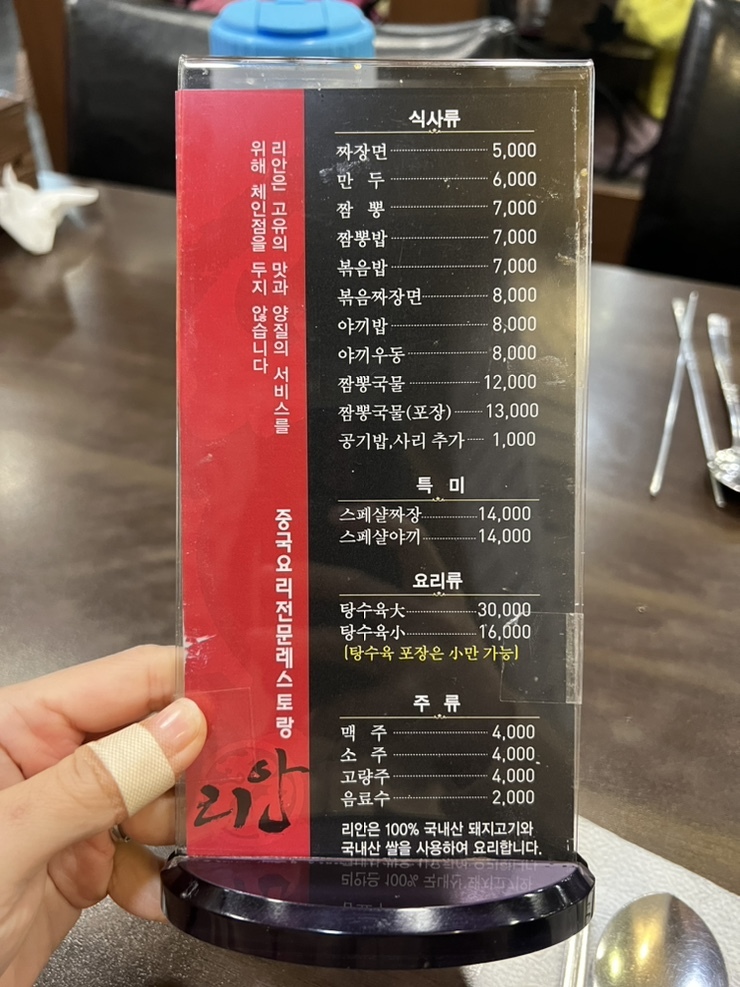 리안은 고유의 맛과 양질의 서비스를
위해 체인점을 두지 않습니다
중국요리전문레스토랑
리안
식사류
짜장면 5,000
만 두 6,000
짬 뽕 7,000
짬뽕밥 7,000
볶음밥 7,000
볶음짜장면 8,000
야끼밥 8,000
야끼우동 8,000
짬뽕국물 12,000
짬뽕국물(포장) 13,000
공기밥,사리 추가 1,000
특 미
스페샬짜장 14,000
스페샬야끼 14,000
요리류
탕수육大 30,000
탕수육小 16,000
(탕수육 포장은 小만 가능)
주 류
맥 주 4,000
소 주 4,000
고량주 4,000
음료수 2,000
리안은 100% 국내산 돼지고기와
국내산 쌀을 사용하여 요리합니다.